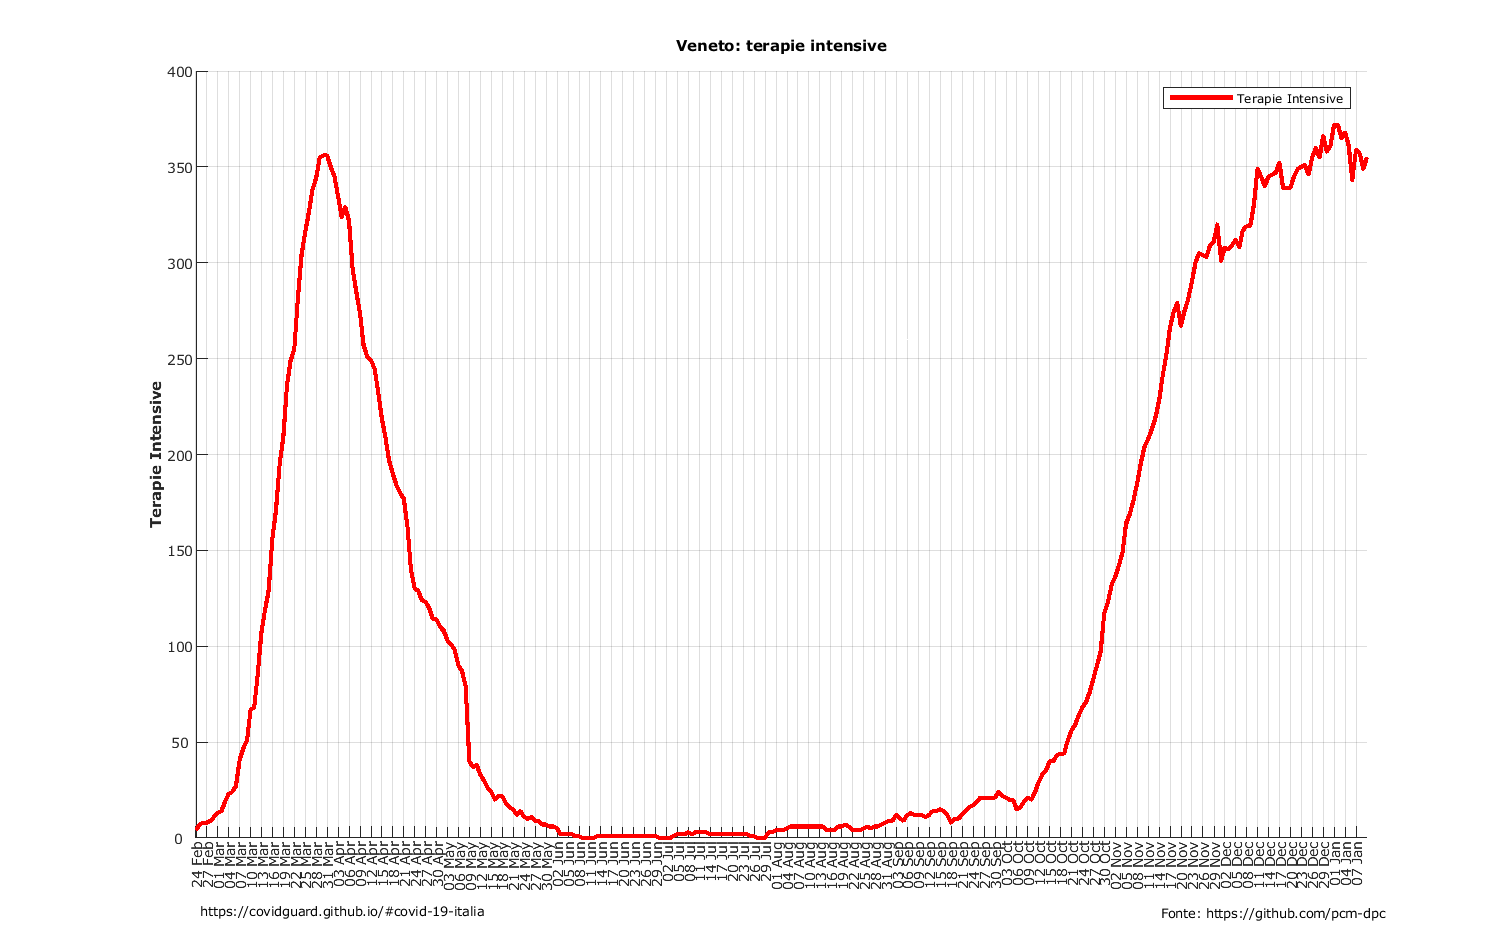 Veneto: terapie intensive
Terapie Intensive
Terapie Intensive
400
350
300
250
200
150
100
50
0
24 Feb
27 Feb
01 Mar
04 Mar
07 Mar
10 Mar
13 Mar
16 Mar
19 Mar
22 Mar
25 Mar
28 Mar
31 Mar
03 Apr
06 Apr
09 Apr
12 Apr
15 Apr
18 Apr
21 Apr
24 Apr
27 Apr
30 Apr
03 May
06 May
09 May
12 May
15 May
18 May
21 May
24 May
27 May
30 May
02 Jun
05 Jun
08 Jun
11 Jun
14 Jun
17 Jun
20 Jun
23 Jun
26 Jun
29 Jun
02 Jul
05 Jul
08 Jul
11 Jul
14 Jul
17 Jul
20 Jul
23 Jul
26 Jul
29 Jul
01 Aug
04 Aug
07 Aug
10 Aug
13 Aug
16 Aug
19 Aug
22 Aug
25 Aug
28 Aug
31 Aug
03 Sep
06 Sep
09 Sep
12 Sep
15 Sep
18 Sep
21 Sep
24 Sep
27 Sep
30 Sep
03 Oct
06 Oct
09 Oct
12 Oct
15 Oct
18 Oct
21 Oct
24 Oct
27 Oct
30 Oct
02 Nov
05 Nov
08 Nov
11 Nov
14 Nov
17 Nov
20 Nov
23 Nov
26 Nov
29 Nov
02 Dec
05 Dec
08 Dec
11 Dec
14 Dec
17 Dec
20 Dec
23 Dec
26 Dec
29 Dec
01 Jan
04 Jan
07 Jan
https://covidguard.github.io/#covid-19-italia
Fonte: https://github.com/pcm-dpc